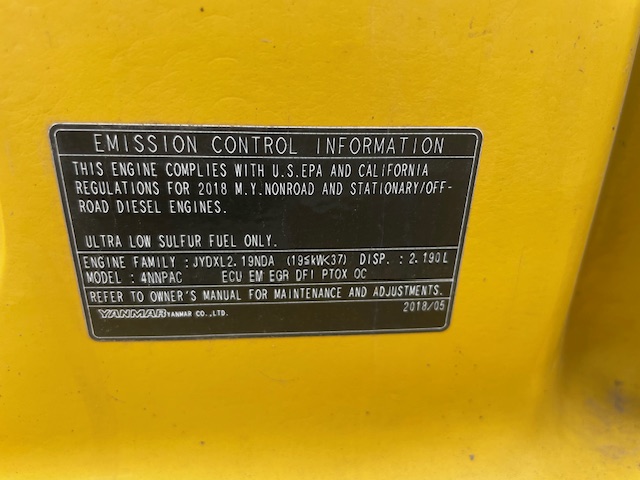 EMISSION CONTROL INFORMATION
THIS ENGINE COMPLIES WITH U.S.EPA AND CALIFORNIA
REGULATIONS FOR 2018 M.Y.NONROAD AND STATIONARY/OFF-
ROAD DIESEL ENGINES.
ULTRA LOW SULFUR FUEL ONLY.
ENGINE FAMILY : JYDXL2.19NDA (19≤kW<37) DISP. : 2.190L
MODEL : 4NNPAC ECU EM EGR DFI PTOX OC
REFER TO OWNER'S MANUAL FOR MAINTENANCE AND ADJUSTMENTS.
YANMAR YANMAR CO.,LTD. 2018/05